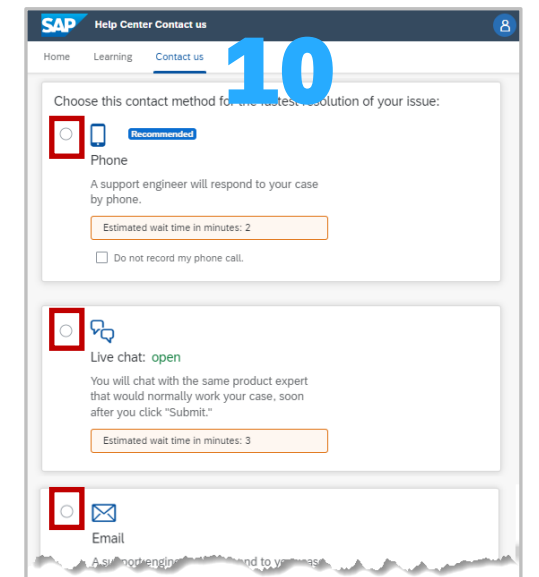 SAP Help Center Contact us
Home Learning Contact us
10
Choose this contact method for the fastest resolution of your issue:
Recommended
Phone
A support engineer will respond to your case
by phone.
Estimated wait time in minutes: 2
Do not record my phone call.
Live chat: open
You will chat with the same product expert
that would normally work your case, soon
after you click "Submit."
Estimated wait time in minutes: 3
Email
A support engineer